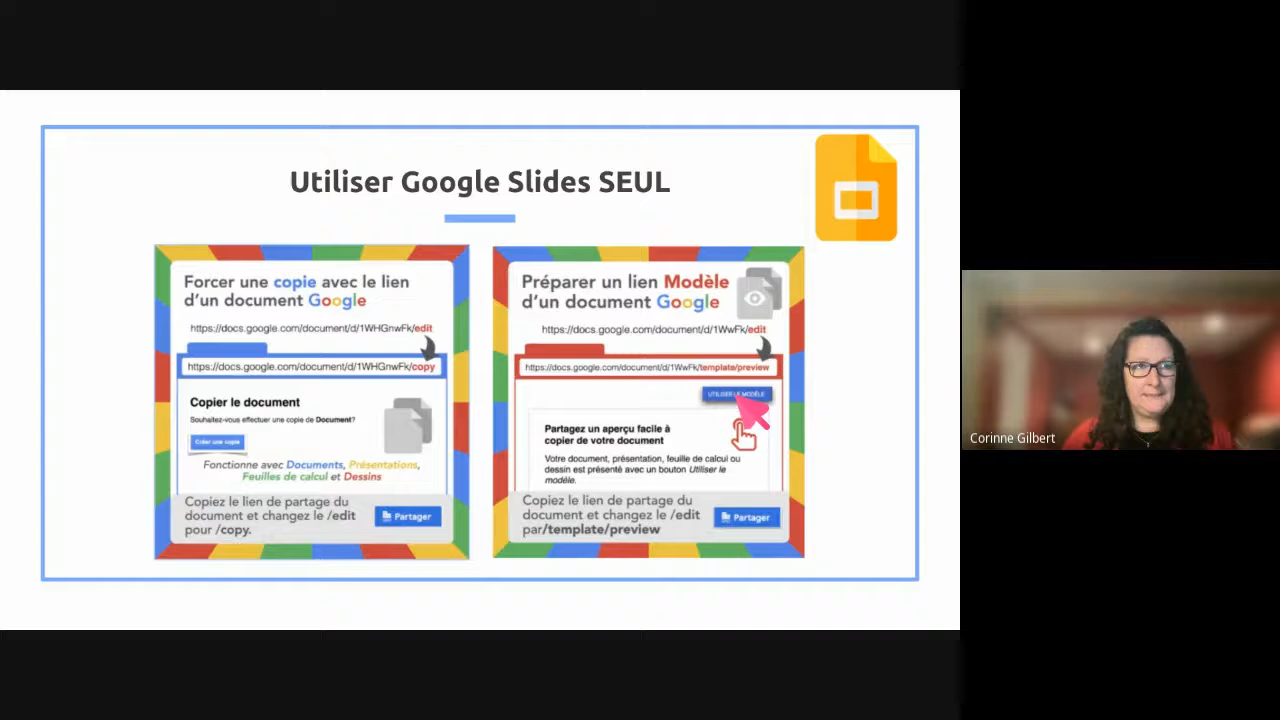 Utiliser Google Slides SEUL
Forcer une copie avec le lien
d'un document Google
https://docs.google.com/document/d/1WHGnwFk/edit
https://docs.google.com/document/d/1WHGnwFk/copy
Copier le document
Souhaitez-vous effectuer une copie de Document?
Créer une copie
Fonctionne avec Documents, Présentations,
Feuilles de calcul et Dessins
Copiez le lien de partage du
document et changez le /edit
pour /copy.
Partager
Préparer un lien Modèle
d'un document Google
https://docs.google.com/document/d/1WwFk/edit
https://docs.google.com/document/d/1WwFk/template/preview
UTILISER LE MODÈLE
Partagez un aperçu facile à
copier de votre document
Votre document, présentation, feuille de calcul ou
dessin est présenté avec un bouton Utiliser le
modèle.
Copiez le lien de partage du
document et changez le /edit
par/template/preview
Partager
Corinne Gilbert